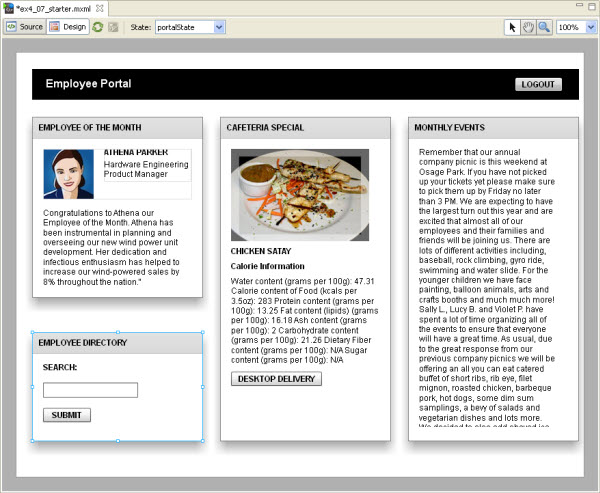 *ex4_07_starter.mxml
Source
Design
State:
portalState
100%
Employee Portal
LOGOUT
EMPLOYEE OF THE MONTH
ATHENA PARKER
Hardware Engineering
Product Manager
Congratulations to Athena our
Employee of the Month. Athena has
been instrumental in planning and
overseeing our new wind power unit
development. Her dedication and
infectious enthusiasm has helped to
increase our wind-powered sales by
8% throughout the nation."
EMPLOYEE DIRECTORY
SEARCH:
SUBMIT
CAFETERIA SPECIAL
CHICKEN SATAY
Calorie Information
Water content (grams per 100g): 47.31
Calorie content of Food (kcals per
3.5oz): 283 Protein content (grams per
100g): 13.25 Fat content (lipids) (grams
per 100g): 16.18 Ash content (grams
per 100g): 2 Carbohydrate content
(grams per 100g): 21.26 Dietary Fiber
content (grams per 100g): N/A Sugar
content (grams per 100g): N/A
DESKTOP DELIVERY
MONTHLY EVENTS
Remember that our annual
company picnic is this weekend at
Osage Park. If you have not picked
up your tickets yet please make sure
to pick them up by Friday no later
than 3 PM. We are expecting to have
the largest turn out this year and are
excited that almost all of our
employees and their families and
friends will be joining us. There are
lots of different activities including,
baseball, rock climbing, gyro ride,
swimming and water slide. For the
younger children we have face
painting, balloon animals, arts and
crafts booths and much much more!
Sally L., Lucy B. and Violet P. have
spent a lot of time organizing all of
the events to ensure that everyone
will have a great time. As usual, due
to the great response from our
previous company picnics we will be
offering an all you can eat catered
buffet of short ribs, rib eye, filet
mignon, roasted chicken, barbeque
pork, hot dogs, some dim sum
samplings, a bevy of salads and
vegetarian dishes and lots more.
We decided to also add shaved ice